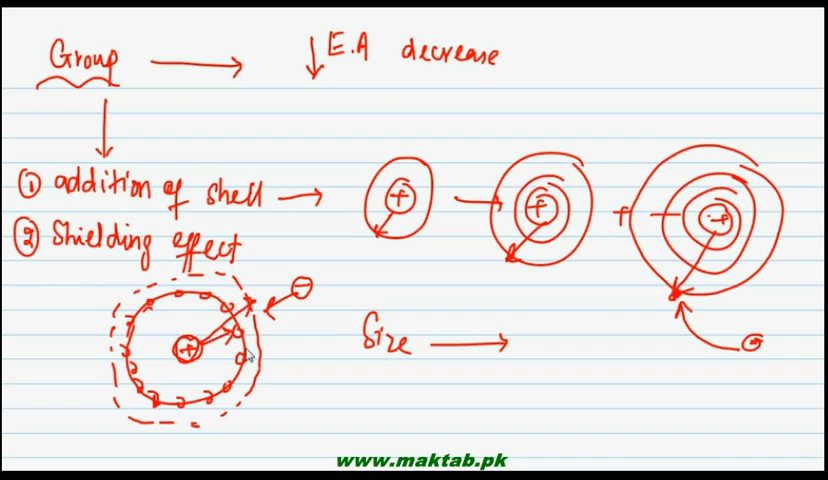 Group → ↓ E.A decrease
① addition of shell →
② Shielding effect
Size →
www.maktab.pk